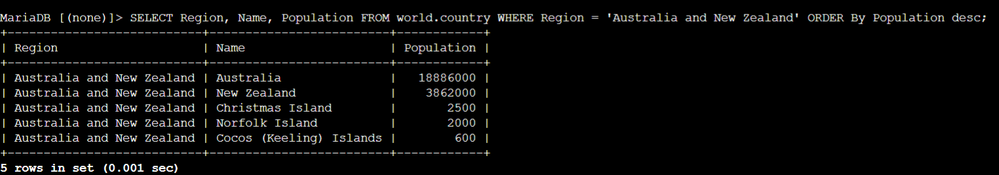 MariaDB [(none)]> SELECT Region, Name, Population FROM world.country WHERE Region = 'Australia and New Zealand' ORDER By Population desc;
+---------------------------+-------------------------+------------+
| Region                    | Name                    | Population |
+---------------------------+-------------------------+------------+
| Australia and New Zealand | Australia               |   18886000 |
| Australia and New Zealand | New Zealand             |    3862000 |
| Australia and New Zealand | Christmas Island        |       2500 |
| Australia and New Zealand | Norfolk Island          |       2000 |
| Australia and New Zealand | Cocos (Keeling) Islands |        600 |
+---------------------------+-------------------------+------------+
5 rows in set (0.001 sec)